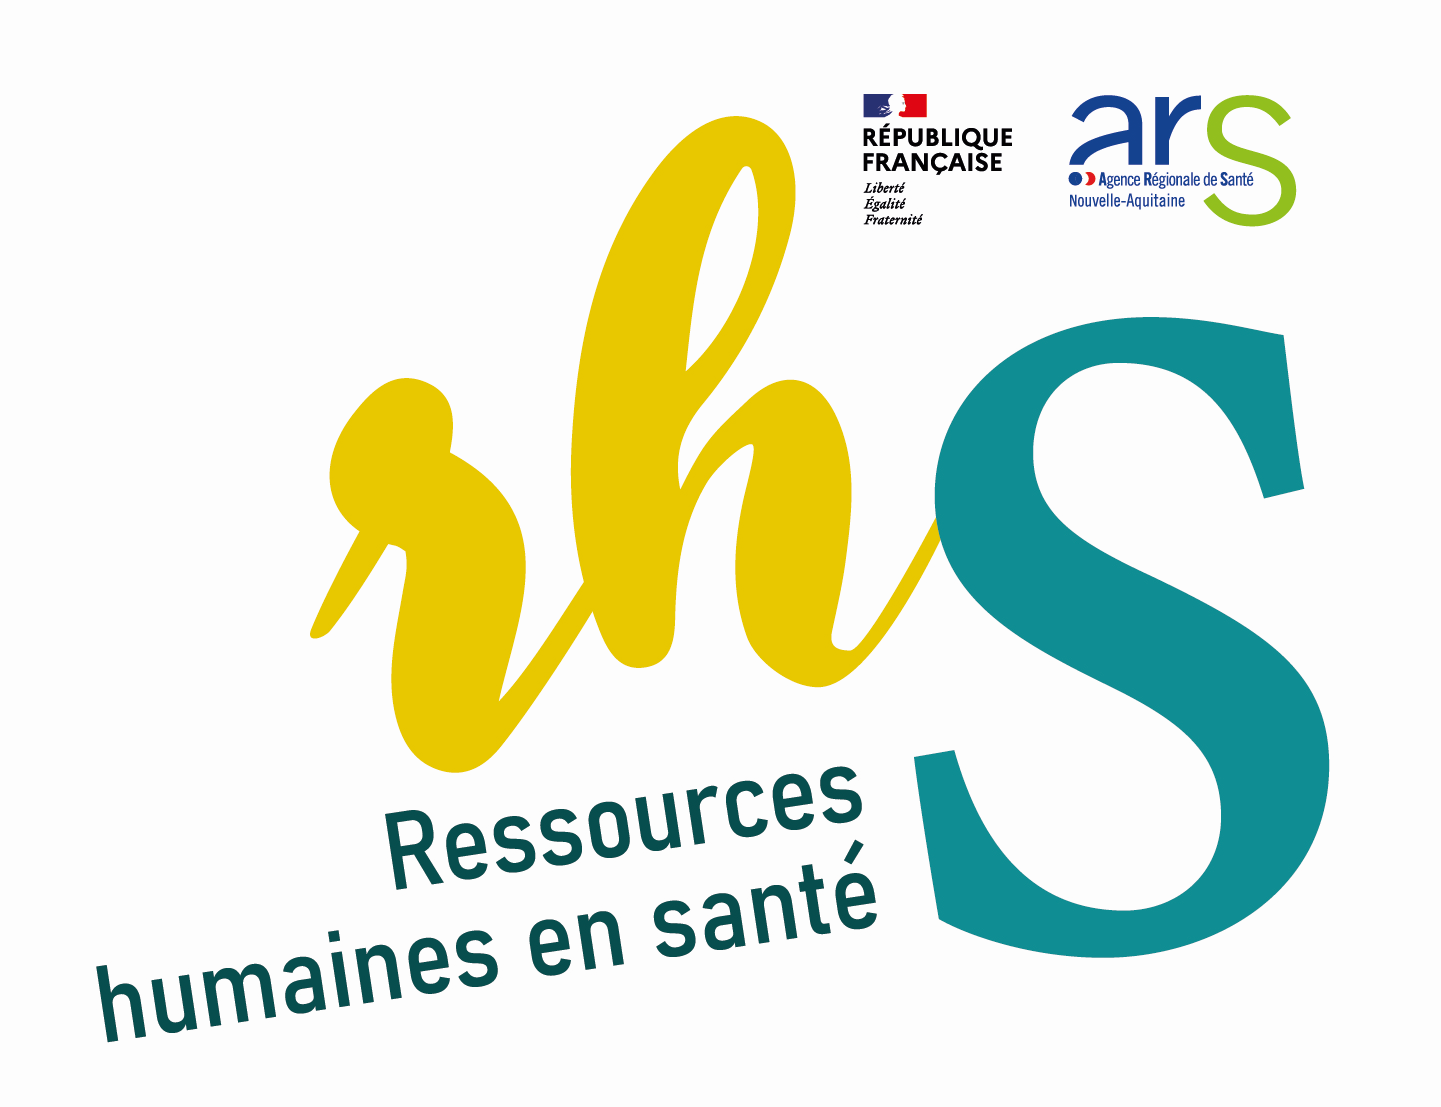 RÉPUBLIQUE
FRANÇAISE
Liberté
Égalité
Fraternité
ars
Agence Régionale de Santé
Nouvelle-Aquitaine
rhS
Ressources
humaines en santé